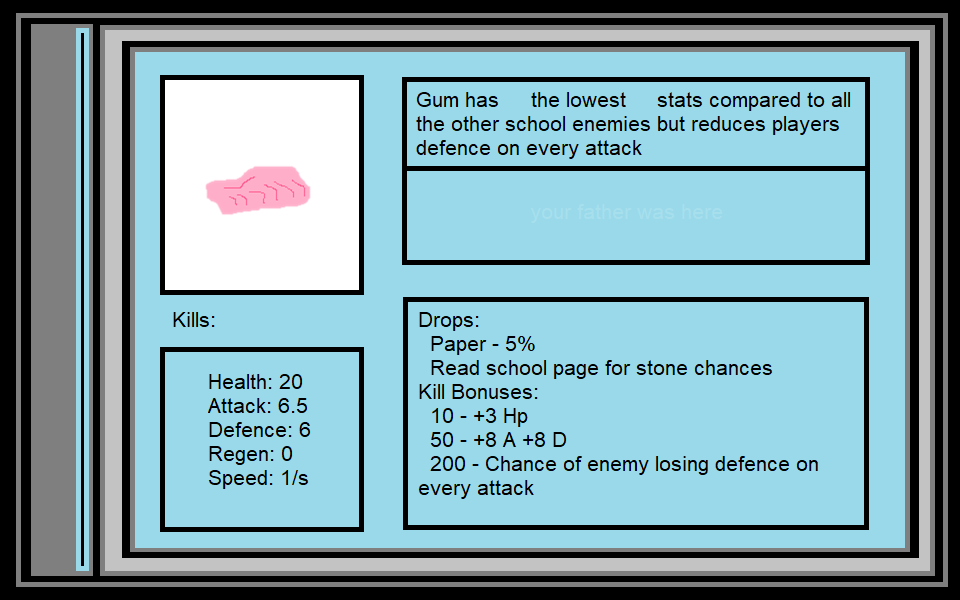 Gum has the lowest stats compared to all
the other school enemies but reduces players
defence on every attack
your father was here
Kills:
Health: 20
Attack: 6.5
Defence: 6
Regen: 0
Speed: 1/s
Drops:
Paper - 5%
Read school page for stone chances
Kill Bonuses:
10 - +3 Hp
50 - +8 A +8 D
200 - Chance of enemy losing defence on
every attack